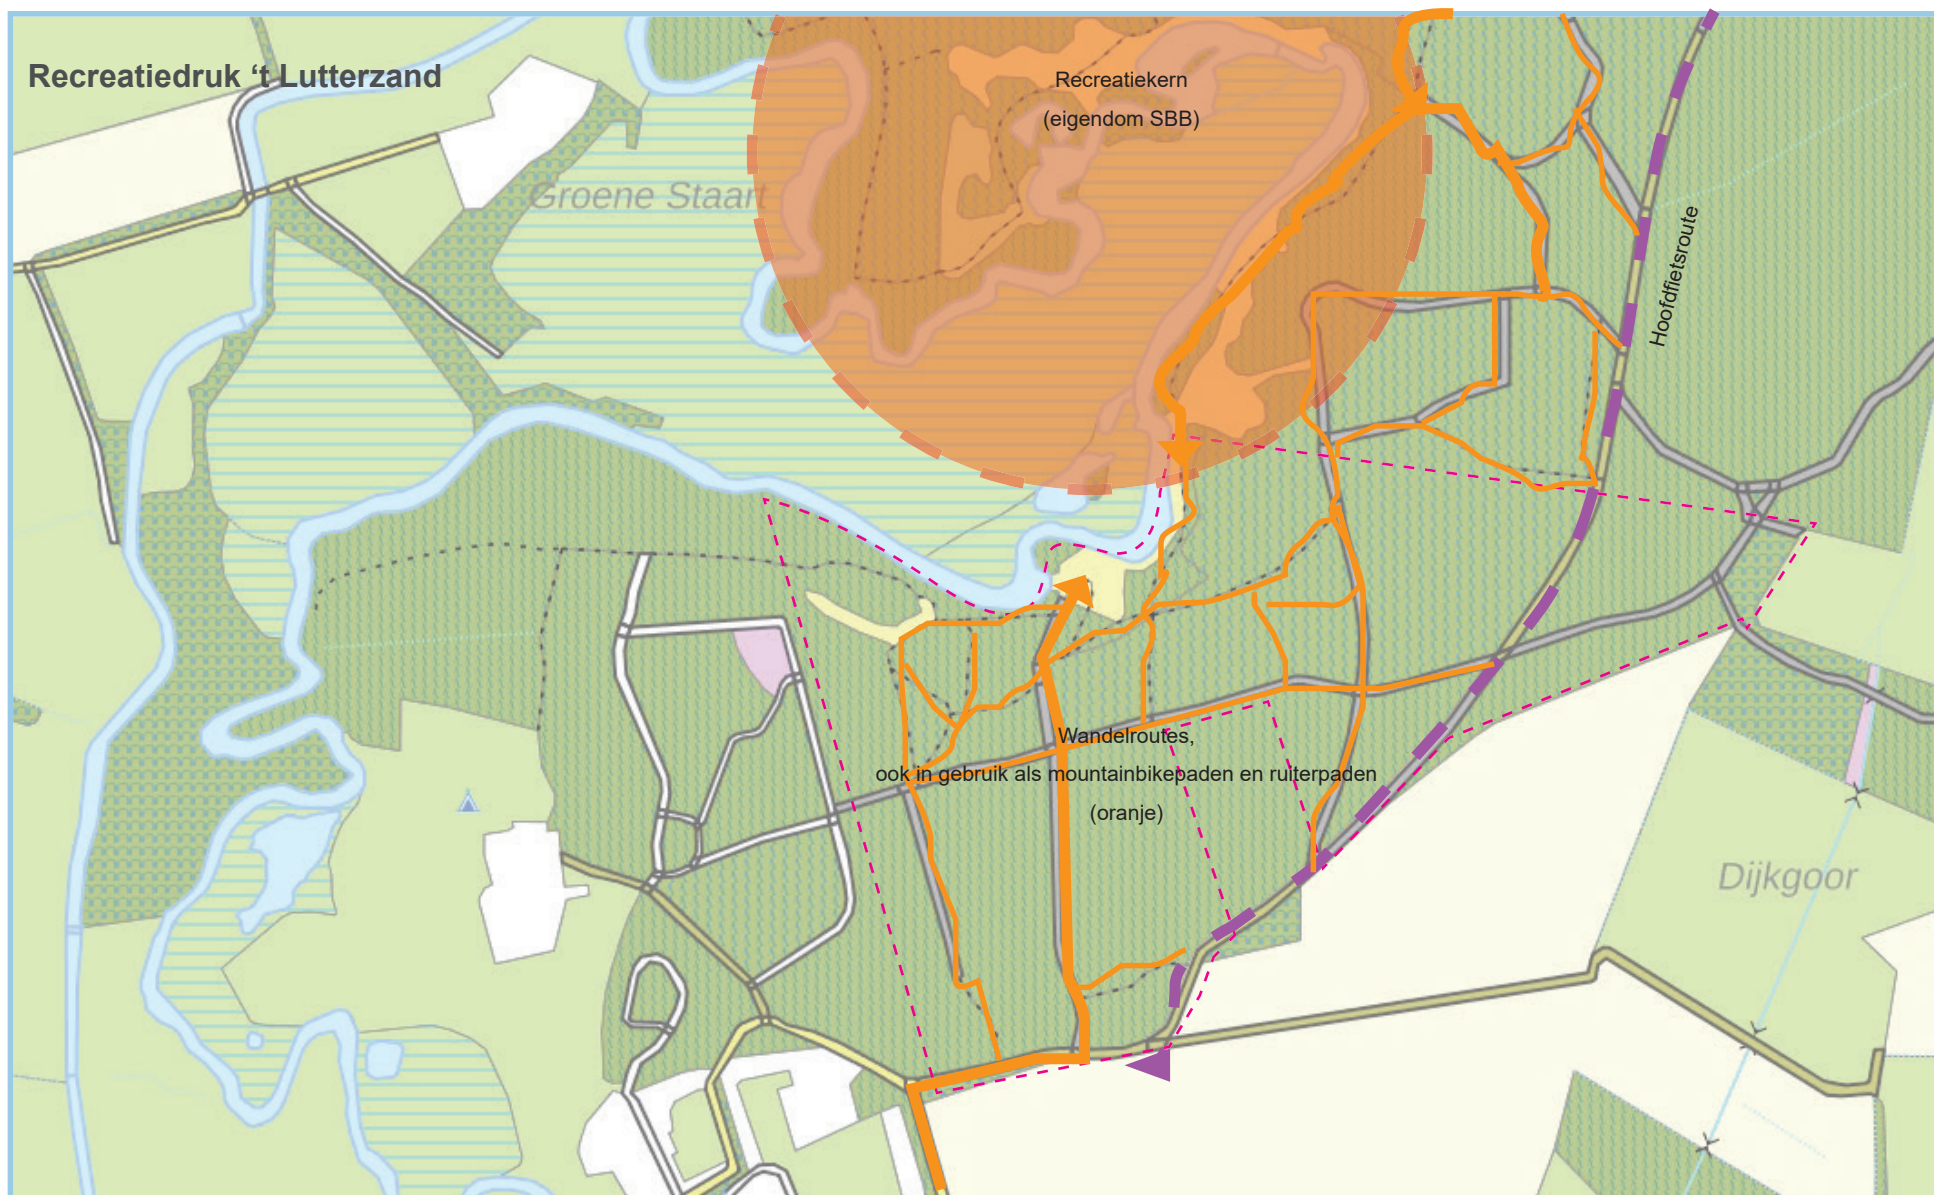 Recreatiedruk ‘t Lutterzand
Recreatiekern
(eigendom SBB)
Groene Staart
Hoofdfietsroute
Wandelroutes,
ook in gebruik als mountainbikepaden en ruiterpaden
(oranje)
Dijkgoor